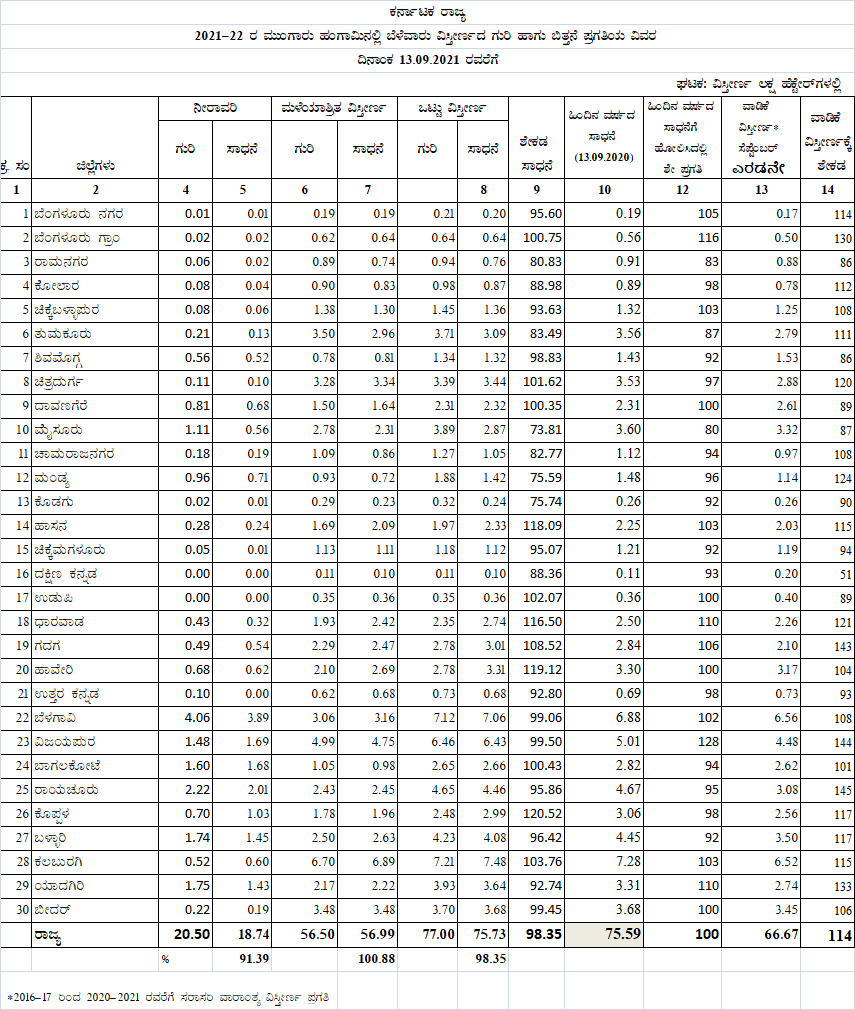 ಕರ್ನಾಟಕ ರಾಜ್ಯ
2021-22 ರ ಮುಂಗಾರು ಹಂಗಾಮಿನಲ್ಲಿ ಬೆಳೆವಾರು ವಿಸ್ತೀರ್ಣದ ಗುರಿ ಹಾಗು ಬಿತ್ತನೆ ಪ್ರಗತಿಯ ವಿವರ
ದಿನಾಂಕ 13.09.2021 ರವರೆಗೆ
ಘಟಕ: ವಿಸ್ತೀರ್ಣ ಲಕ್ಷ ಹೆಕ್ಟೇರ್‌ಗಳಲ್ಲಿ
ಕ್ರ. ಸಂ ಜಿಲ್ಲೆಗಳು ನೀರಾವರಿ ಗುರಿ ಸಾಧನೆ ಮಳೆಯಾಶ್ರಿತ ವಿಸ್ತೀರ್ಣ ಗುರಿ ಸಾಧನೆ ಒಟ್ಟು ವಿಸ್ತೀರ್ಣ ಗುರಿ ಸಾಧನೆ ಶೇಕಡ ಸಾಧನೆ ಹಿಂದಿನ ವರ್ಷದ ಸಾಧನೆ (13.09.2020) ಹಿಂದಿನ ವರ್ಷದ ಸಾಧನೆಗೆ ಹೋಲಿಸಿದಲ್ಲಿ ಶೇ ಪ್ರಗತಿ ವಾಡಿಕೆ ವಿಸ್ತೀರ್ಣ* ಸೆಪ್ಟೆಂಬರ್ ಎರಡನೇ ವಾಡಿಕೆ ವಿಸ್ತೀರ್ಣಕ್ಕೆ ಶೇಕಡ
1 2 4 5 6 7 8 9 10 12 13 14
1 ಬೆಂಗಳೂರು ನಗರ 0.01 0.01 0.19 0.19 0.21 0.20 95.60 0.19 105 0.17 114
2 ಬೆಂಗಳೂರು ಗ್ರಾಂ 0.02 0.02 0.62 0.64 0.64 0.64 100.75 0.56 116 0.50 130
3 ರಾಮನಗರ 0.06 0.02 0.89 0.74 0.94 0.76 80.83 0.91 83 0.88 86
4 ಕೋಲಾರ 0.08 0.04 0.90 0.83 0.98 0.87 88.98 0.89 98 0.78 112
5 ಚಿಕ್ಕಬಳ್ಳಾಪುರ 0.08 0.06 1.38 1.30 1.45 1.36 93.63 1.32 103 1.25 108
6 ತುಮಕೂರು 0.21 0.13 3.50 2.96 3.71 3.09 83.49 3.56 87 2.79 111
7 ಶಿವಮೊಗ್ಗ 0.56 0.52 0.78 0.81 1.34 1.32 98.83 1.43 92 1.53 86
8 ಚಿತ್ರದುರ್ಗ 0.11 0.10 3.28 3.34 3.39 3.44 101.62 3.53 97 2.88 120
9 ದಾವಣಗೆರೆ 0.81 0.68 1.50 1.64 2.31 2.32 100.35 2.31 100 2.61 89
10 ಮೈಸೂರು 1.11 0.56 2.78 2.31 3.89 2.87 73.81 3.60 80 3.32 87
11 ಚಾಮರಾಜನಗರ 0.18 0.19 1.09 0.86 1.27 1.05 82.77 1.12 94 0.97 108
12 ಮಂಡ್ಯ 0.96 0.71 0.93 0.72 1.88 1.42 75.59 1.48 96 1.14 124
13 ಕೊಡಗು 0.02 0.01 0.29 0.23 0.32 0.24 75.74 0.26 92 0.26 90
14 ಹಾಸನ 0.28 0.24 1.69 2.09 1.97 2.33 118.09 2.25 103 2.03 115
15 ಚಿಕ್ಕಮಗಳೂರು 0.05 0.01 1.13 1.11 1.18 1.12 95.07 1.21 92 1.19 94
16 ದಕ್ಷಿಣ ಕನ್ನಡ 0.00 0.00 0.11 0.10 0.11 0.10 88.36 0.11 93 0.20 51
17 ಉಡುಪಿ 0.00 0.00 0.35 0.36 0.35 0.36 102.07 0.36 100 0.40 89
18 ಧಾರವಾಡ 0.43 0.32 1.93 2.42 2.35 2.74 116.50 2.50 110 2.26 121
19 ಗದಗ 0.49 0.54 2.29 2.47 2.78 3.01 108.52 2.84 106 2.10 143
20 ಹಾವೇರಿ 0.68 0.62 2.10 2.69 2.78 3.31 119.12 3.30 100 3.17 104
21 ಉತ್ತರ ಕನ್ನಡ 0.10 0.00 0.62 0.68 0.73 0.68 92.80 0.69 98 0.73 93
22 ಬೆಳಗಾವಿ 4.06 3.89 3.06 3.16 7.12 7.06 99.06 6.88 102 6.56 108
23 ವಿಜಯಪುರ 1.48 1.69 4.99 4.75 6.46 6.43 99.50 5.01 128 4.48 144
24 ಬಾಗಲಕೋಟೆ 1.60 1.68 1.05 0.98 2.65 2.66 100.43 2.82 94 2.62 101
25 ರಾಯಚೂರು 2.22 2.01 2.43 2.45 4.65 4.46 95.86 4.67 95 3.08 145
26 ಕೊಪ್ಪಳ 0.70 1.03 1.78 1.96 2.48 2.99 120.52 3.06 98 2.56 117
27 ಬಳ್ಳಾರಿ 1.74 1.45 2.50 2.63 4.23 4.08 96.42 4.45 92 3.50 117
28 ಕಲಬುರಗಿ 0.52 0.60 6.70 6.89 7.21 7.48 103.76 7.28 103 6.52 115
29 ಯಾದಗಿರಿ 1.75 1.43 2.17 2.22 3.93 3.64 92.74 3.31 110 2.74 133
30 ಬೀದರ್ 0.22 0.19 3.48 3.48 3.70 3.68 99.45 3.68 100 3.45 106
ರಾಜ್ಯ 20.50 18.74 56.50 56.99 77.00 75.73 98.35 75.59 100 66.67 114
% 91.39 100.88 98.35
*2016-17 ರಿಂದ 2020-2021 ರವರೆಗೆ ಸರಾಸರಿ ವಾರಾಂತ್ಯ ವಿಸ್ತೀರ್ಣ ಪ್ರಗತಿ